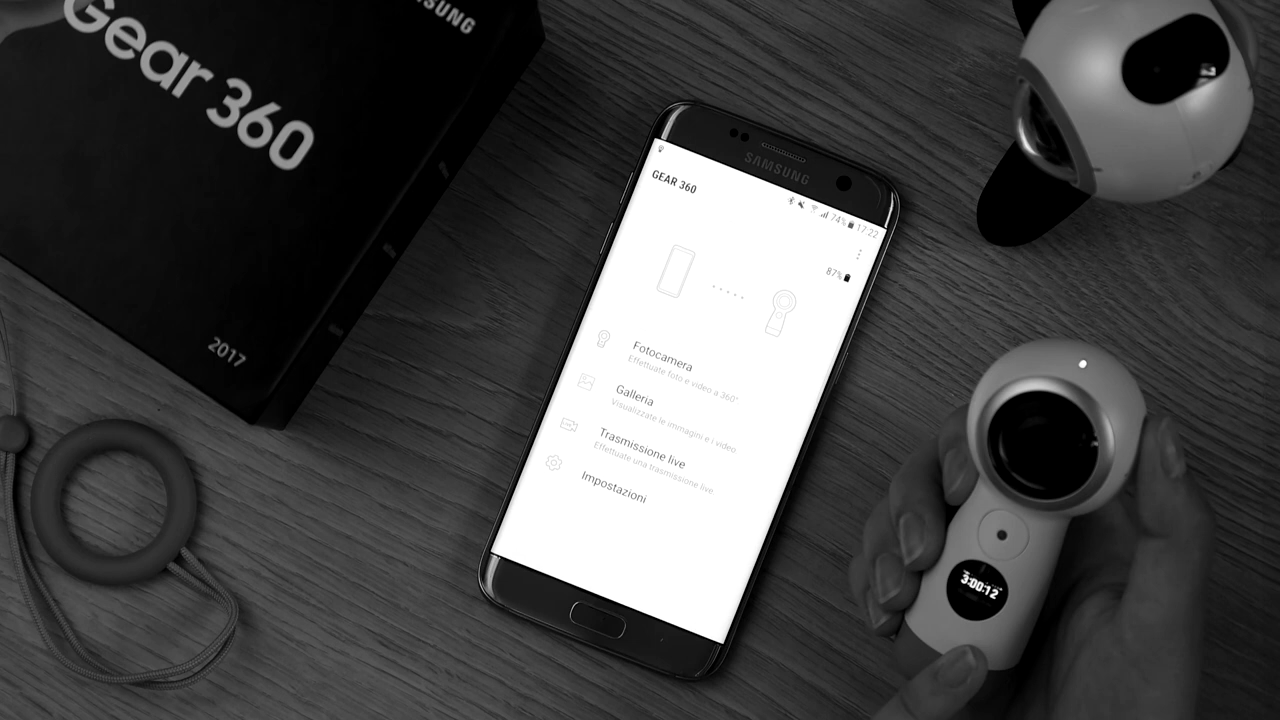 SAMSUNG
Gear 360
2017
SAMSUNG
74% 17:22
GEAR 360
87%
Fotocamera
Effettuate foto e video a 360°
Galleria
Visualizzate le immagini e i video
Trasmissione live
Effettuate una trasmissione live
Impostazioni
3:00:12